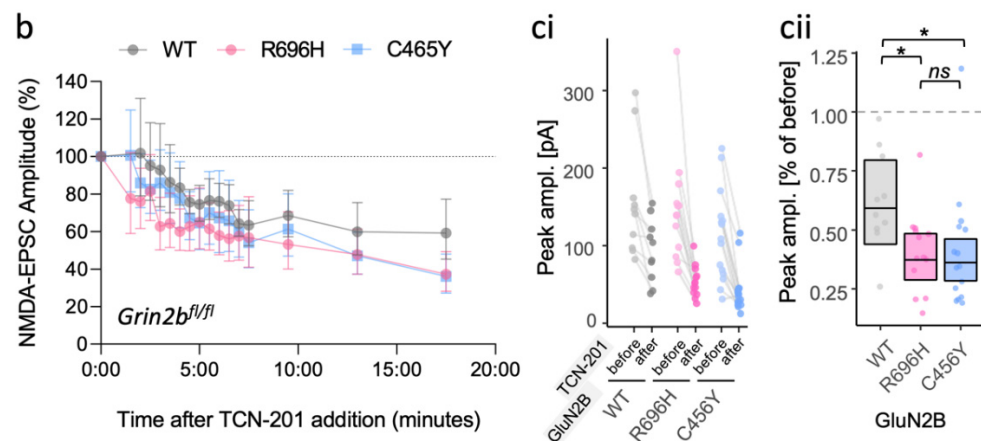 b
WT R696H C465Y
NMDA-EPSC Amplitude (%)
140
120
100
80
60
40
20
0
Grin2b^fl/fl
0:00 5:00 10:00 15:00 20:00
Time after TCN-201 addition (minutes)
ci
Peak ampl. [pA]
300
200
100
0
TCN-201
before after before after before after
GluN2B
WT R696H C456Y
cii
Peak ampl. [% of before]
1.25
1.00
0.75
0.50
0.25
*
*
ns
WT R696H C456Y
GluN2B